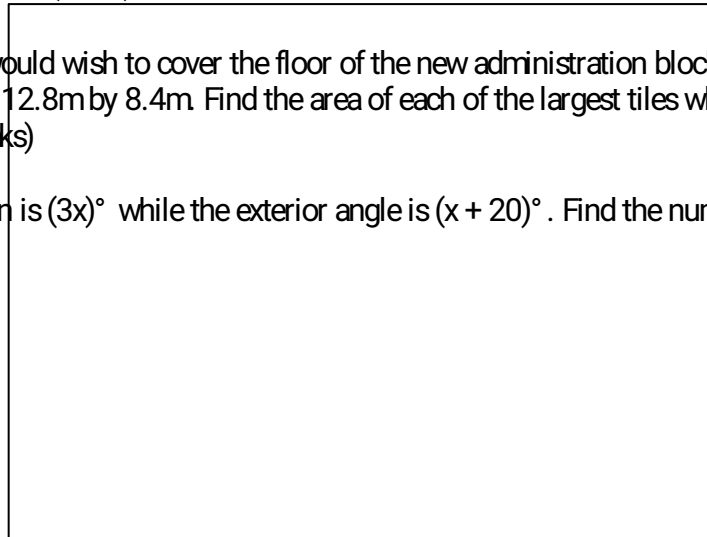 would wish to cover the floor of the new administration bloc
12.8m by 8.4m. Find the area of each of the largest tiles w
ks)
n is (3x)° while the exterior angle is (x + 20)° . Find the nu